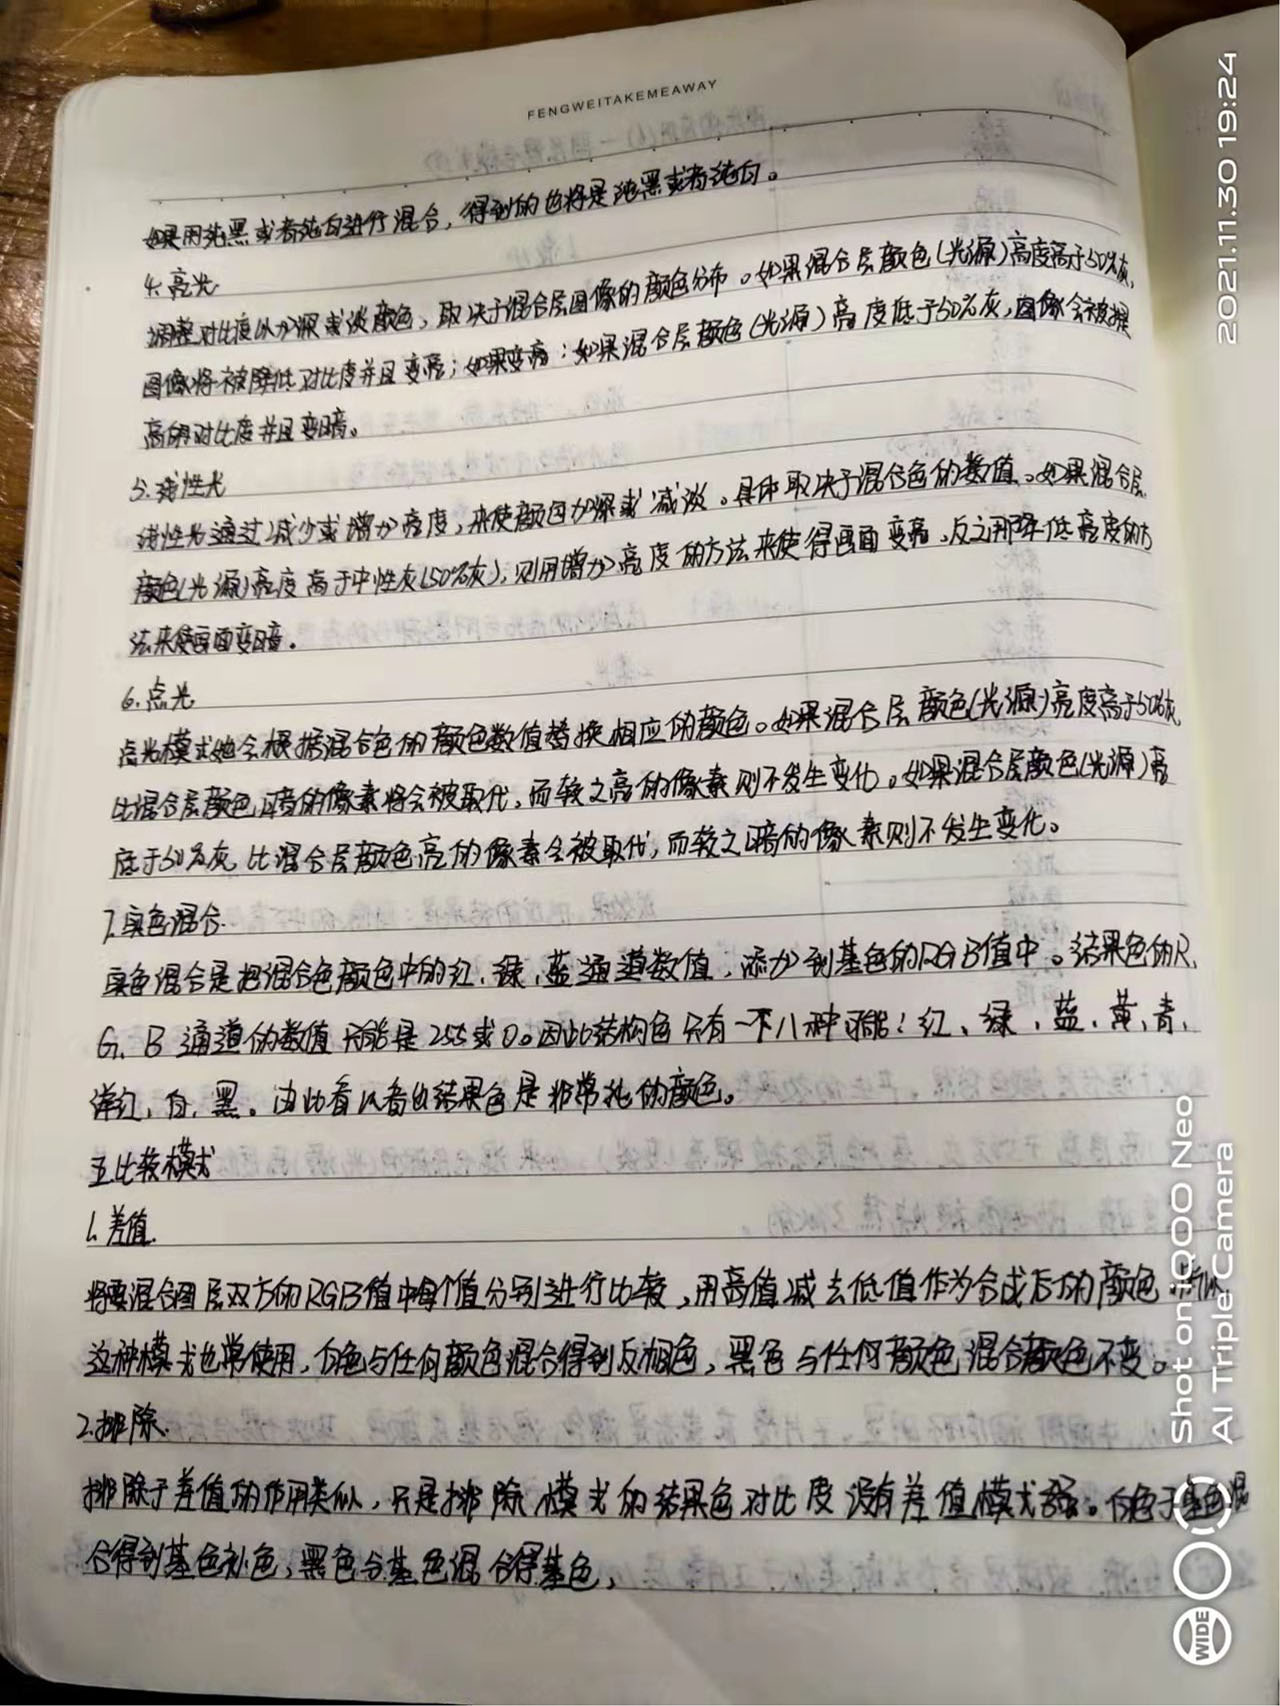 FENGWEITAKEMEAWAY
如果用纯黑或者纯白进行混合，得到的色将是纯黑或者纯白。
4.亮光
调整对比度以加深或淡颜色，取决于混合层图像的颜色分布。如果混合层颜色(光源)高度高于50%灰，
图像将被降低对比度并且变亮；如果变高：如果混合层颜色(光源)高度低于50%灰，图像会被提
高的对比度并且变暗。
5.线性光
线性光通过减少或增加亮度，来使颜色加深或减淡。具体取决于混合色的数值。如果混合层
颜色(光源)亮度高于中性灰(50%灰)，则用增加亮度的方法来使得画面变亮，反之用降低亮度的方
法来使画面变暗。
6.点光
点光模式她会根据混合色的颜色数值替换相应的颜色。如果混合层颜色(光源)亮度高于50%灰
比混合层颜色暗的像素将会被取代，而较之亮的像素则不发生变化。如果混合层颜色(光源)亮
底于50%灰 比混合层颜色亮的像素会被取代，而较之暗的像素则不发生变化。
7.实色混合.
实色混合是把混合色颜色中的红、绿、蓝通道数值，添加到基色的RGB值中。结果色的R、
G、B 通道的数值 只能是255或0。因此结构色只有一下八种可能：红、绿、蓝、黄、青、
洋红、白、黑。由此看以看出结果色是非常纯的颜色。
五比较模式
1.差值.
将要混合图层双方的RGB值中每个值分别进行比较，用高值减去低值作为合成后的颜色
这种模式也常使用，白色与任何颜色混合得到反相色，黑色与任何颜色混合颜色不变。
2.排除.
排除于差值的作用类似，只是排除模式的结果色对比度没有差值模式强。白色于基色混
合得到基色补色，黑色与基色混合得基色，
2021.11.30 19:24
Shot on iQOO Neo
AI Triple Camera
WIDE